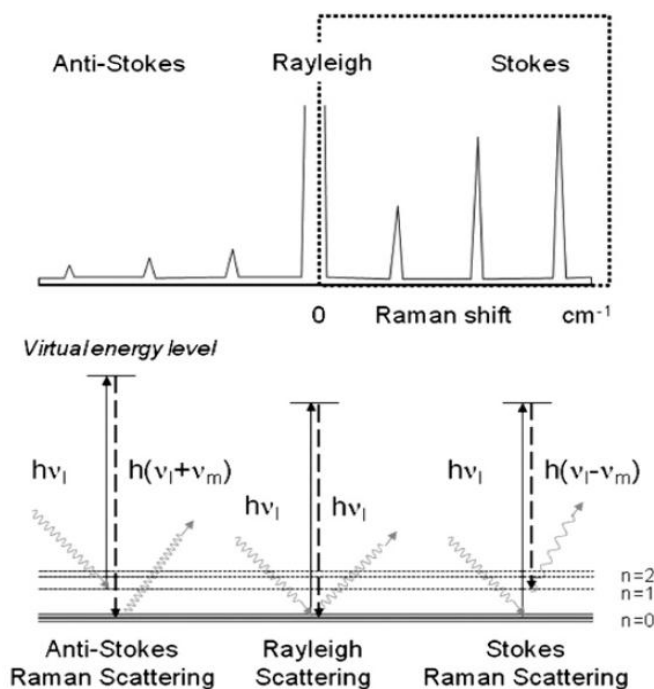 Anti-Stokes Rayleigh Stokes
0 Raman shift cm⁻¹
Virtual energy level
hνₗ h(νₗ+νₘ) hνₗ hνₗ hνₗ h(νₗ-νₘ)
n=2
n=1
n=0
Anti-Stokes Rayleigh Stokes
Raman Scattering Scattering Raman Scattering